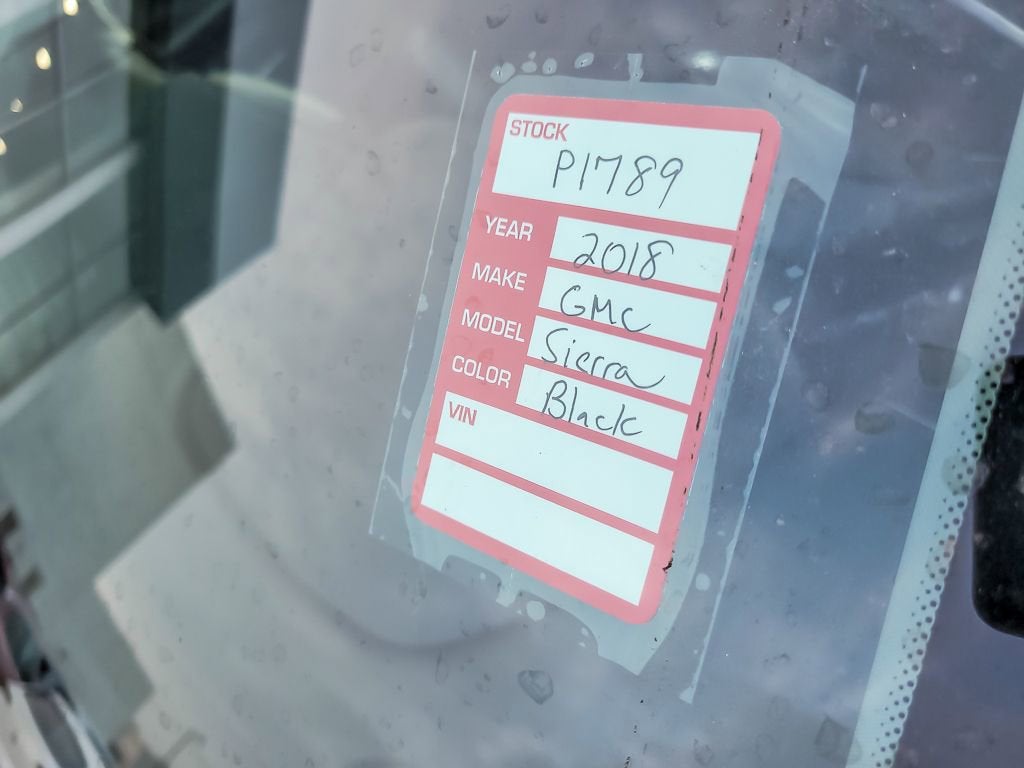 STOCK
P1789
YEAR 2018
MAKE GMC
MODEL Sierra
COLOR Black
VIN